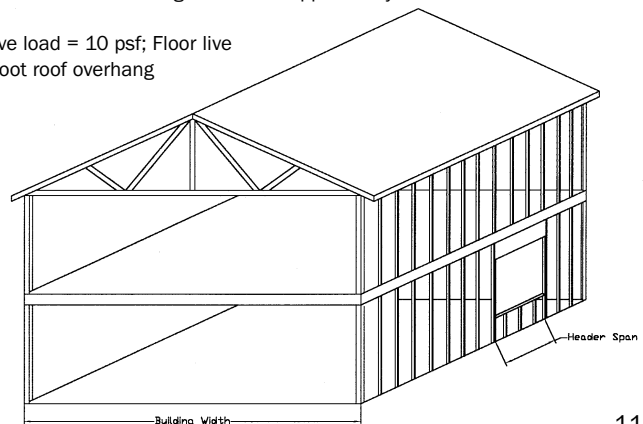 ve load = 10 psf; Floor live
oot roof overhang
Header Span
Building Width
11